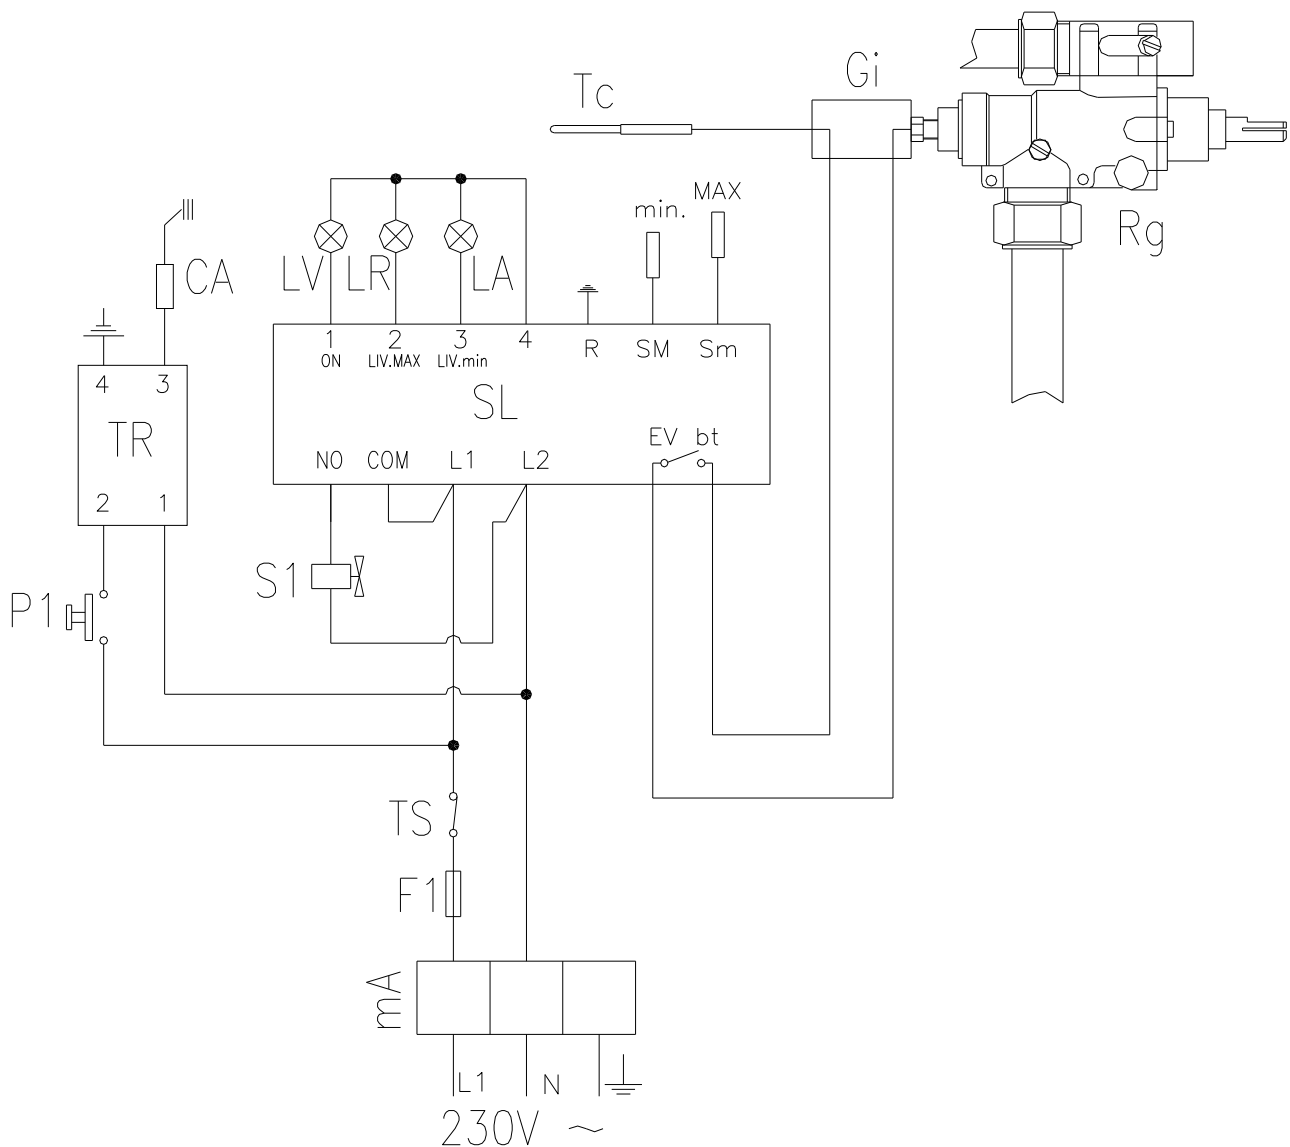 Gi
Tc
MAX
min.
Rg
CA
LV LR LA
1 2 3 4
ON LIV.MAX LIV.min
R SM Sm
4 3
SL
TR
EV bt
NO COM L1 L2
2 1
S1
P1
TS
F1
mA
L1 N
230V ~